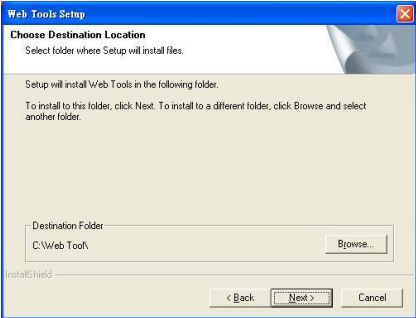 Web Tools Setup
Choose Destination Location
Select folder where Setup will install files.
Setup will install Web Tools in the following folder.
To install to this folder, click Next. To install to a different folder, click Browse and select
another folder.
Destination Folder
C:\Web Tool\
Browse...
InstallShield
< Back
Next >
Cancel